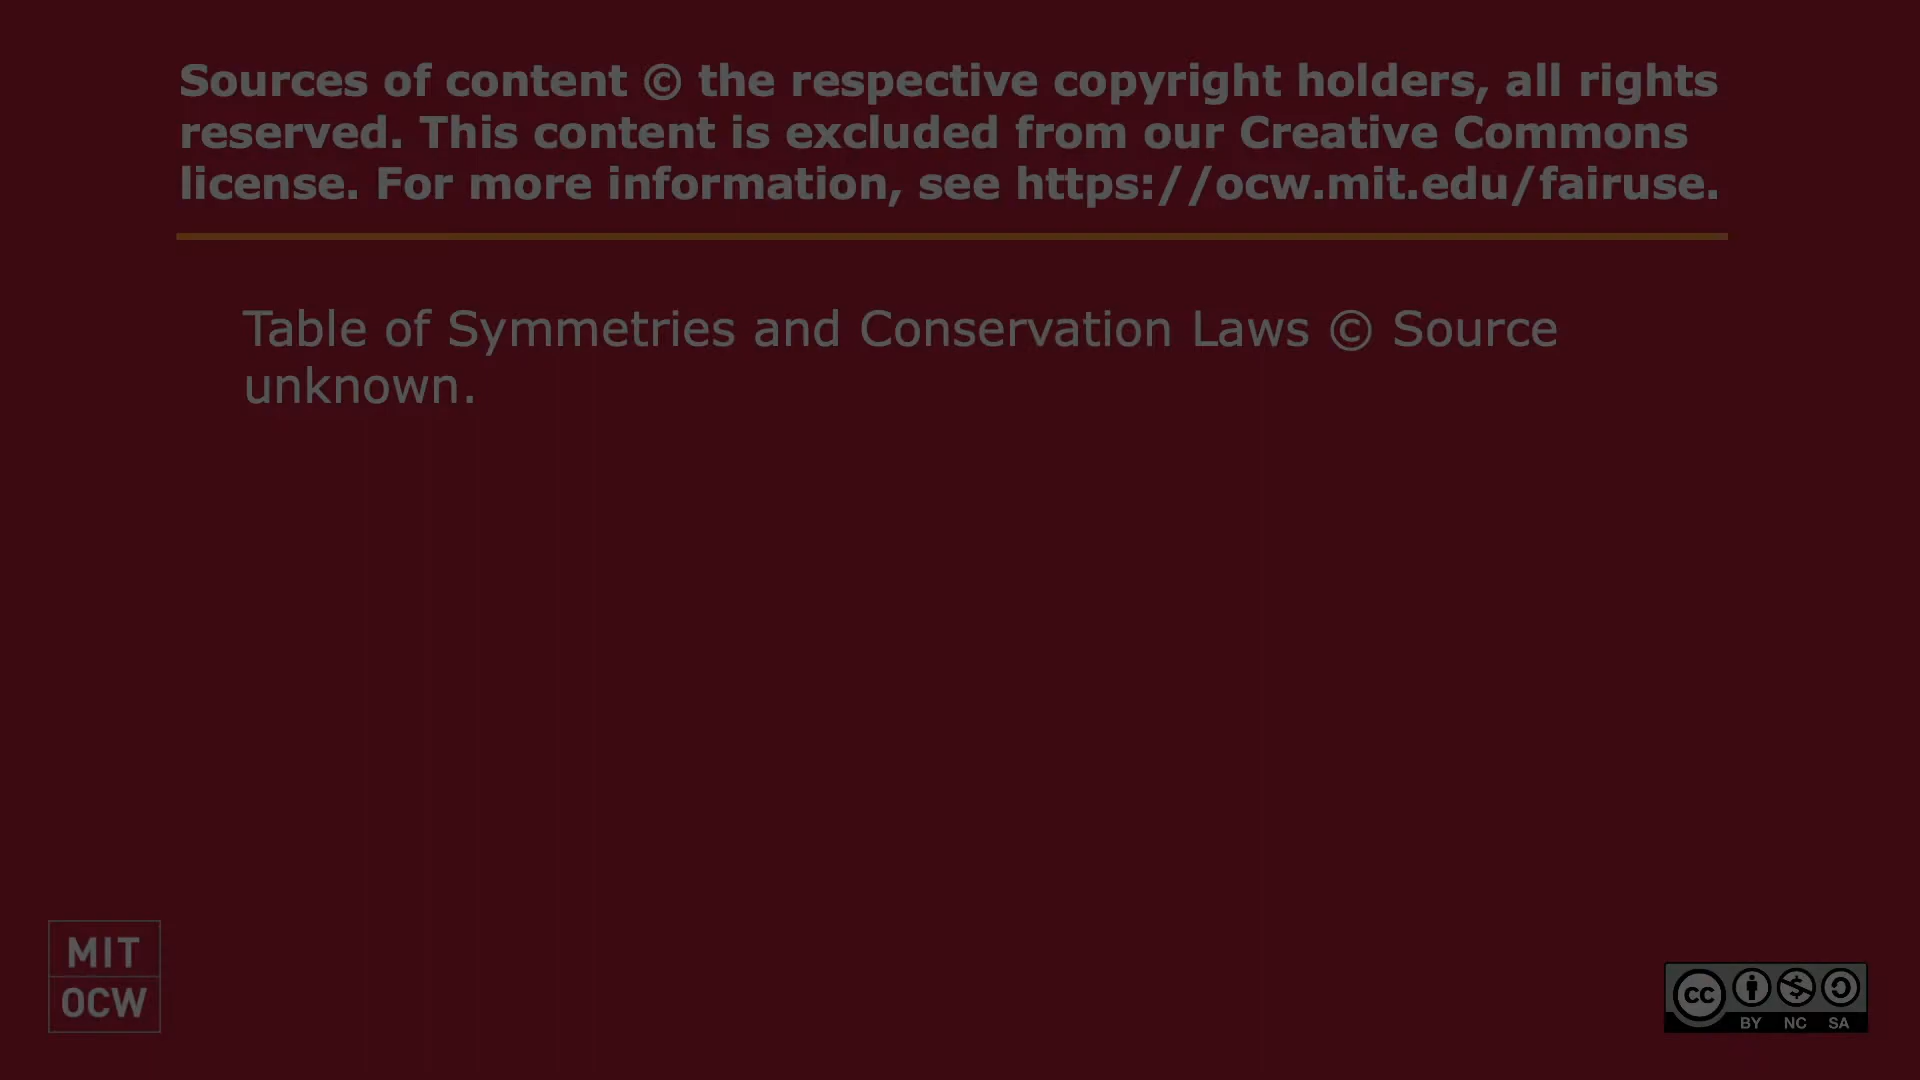 Sources of content © the respective copyright holders, all rights
reserved. This content is excluded from our Creative Commons
license. For more information, see https://ocw.mit.edu/fairuse.
Table of Symmetries and Conservation Laws © Source
unknown.
MIT
OCW
cc
BY NC SA